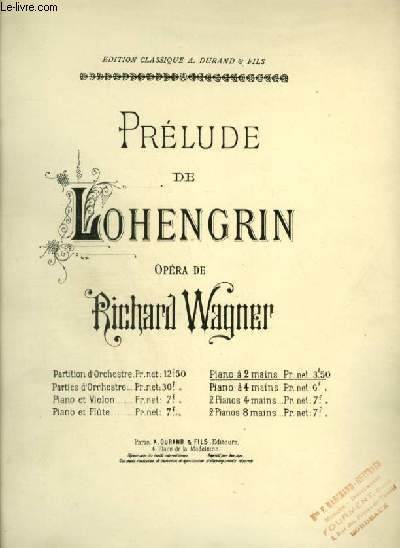 Le-livre.com
EDITION CLASSIQUE A. DURAND & FILS
PRÉLUDE
DE
LOHENGRIN
OPÉRA DE
Richard Wagner
Partition d'Orchestre. Pr. net: 12f50
Parties d'Orchestre... Pr. net: 30f. „
Piano et Violon ...... Pr. net: 7f. „
Piano et Flûte ...... Pr. net: 7f. „
Piano à 2 mains Pr. net: 3f50
Piano à 4 mains Pr. net: 6f. „
2 Pianos 4 mains ... Pr. net: 7f. „
2 Pianos 8 mains ... Pr. net: 7f. „
Paris, A. DURAND & FILS, Editeurs,
4, Place de la Madeleine.
BORDEAUX